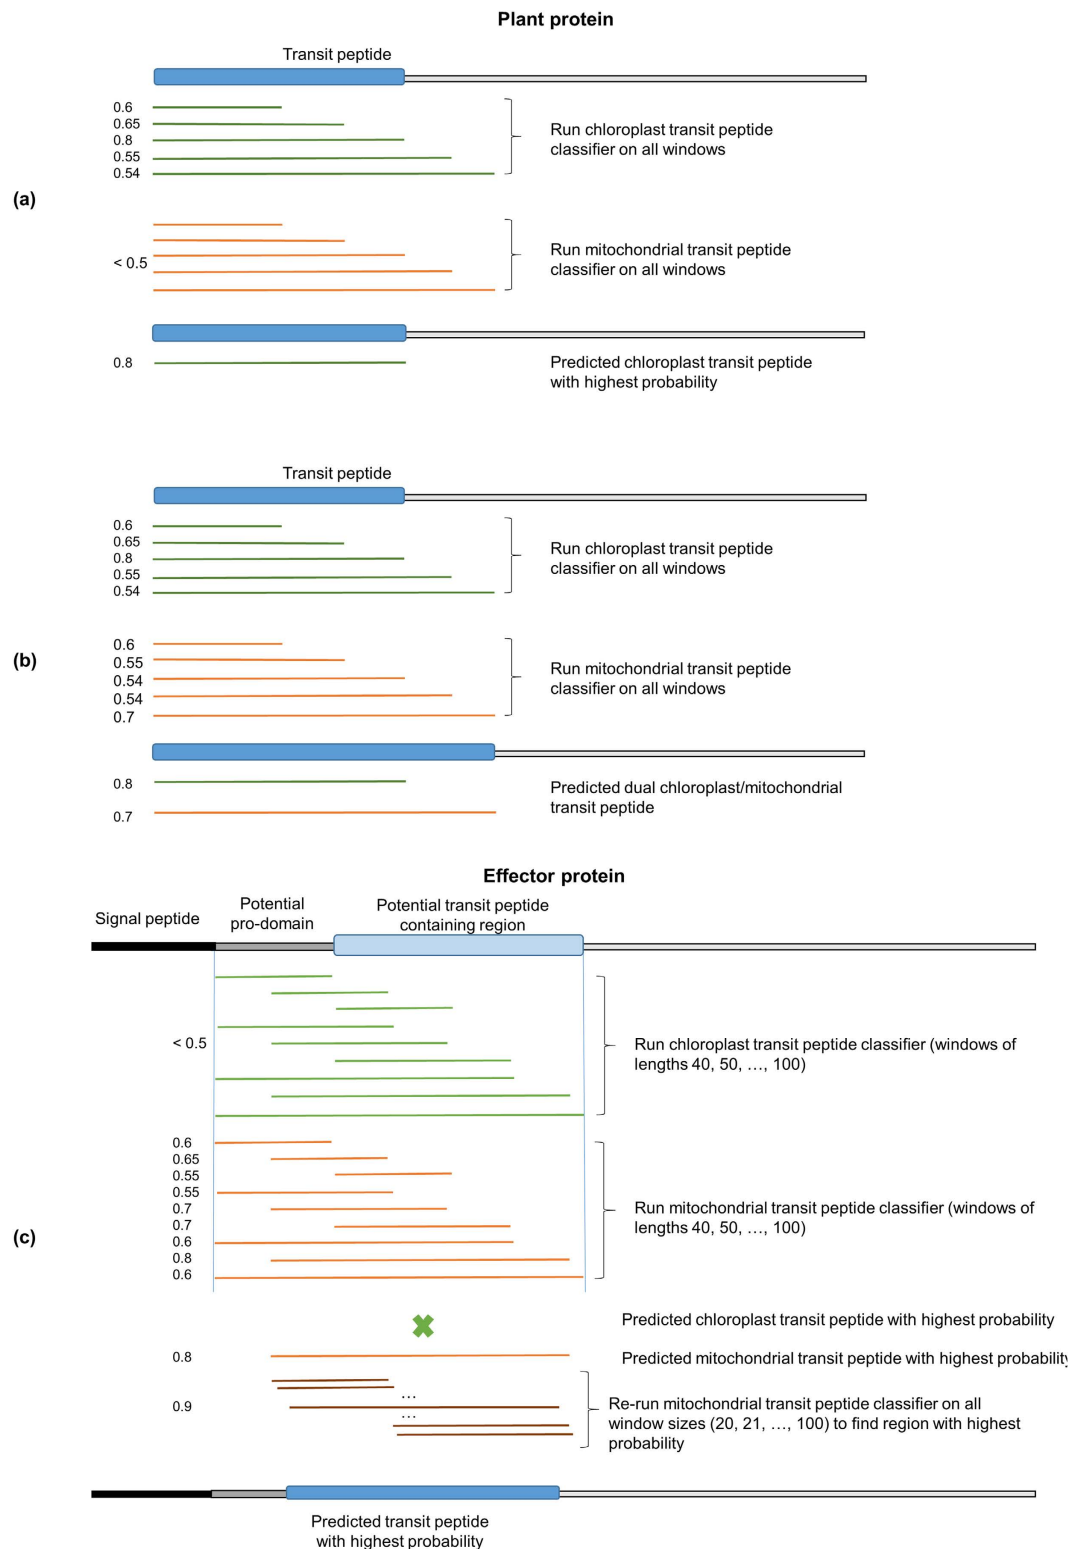 Plant protein
Transit peptide
0.6
0.65
0.8
0.55
0.54
Run chloroplast transit peptide
classifier on all windows
(a)
< 0.5
Run mitochondrial transit peptide
classifier on all windows
0.8
Predicted chloroplast transit peptide
with highest probability
Transit peptide
0.6
0.65
0.8
0.55
0.54
Run chloroplast transit peptide
classifier on all windows
(b)
0.6
0.55
0.54
0.54
0.7
Run mitochondrial transit peptide
classifier on all windows
0.8
0.7
Predicted dual chloroplast/mitochondrial
transit peptide
Effector protein
Signal peptide
Potential
pro-domain
Potential transit peptide
containing region
< 0.5
Run chloroplast transit peptide classifier (windows of
lengths 40, 50, …, 100)
(c)
0.6
0.65
0.55
0.55
0.7
0.7
0.6
0.8
0.6
Run mitochondrial transit peptide classifier (windows of
lengths 40, 50, …, 100)
Predicted chloroplast transit peptide with highest probability
0.8
Predicted mitochondrial transit peptide with highest probability
…
0.9
…
Re-run mitochondrial transit peptide classifier on all
window sizes (20, 21, …, 100) to find region with highest
probability
Predicted transit peptide
with highest probability